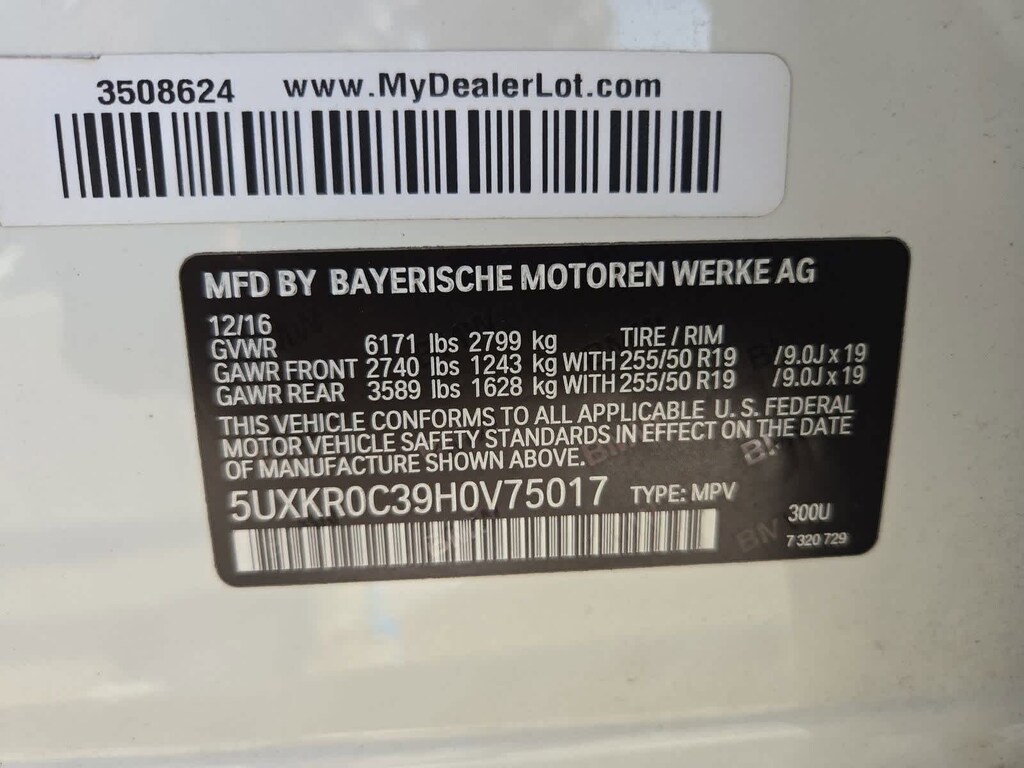 3508624 www.MyDealerLot.com
MFD BY BAYERISCHE MOTOREN WERKE AG
12/16
GVWR 6171 lbs 2799 kg TIRE / RIM
GAWR FRONT 2740 lbs 1243 kg WITH 255/50 R19 /9.0J x 19
GAWR REAR 3589 lbs 1628 kg WITH 255/50 R19 /9.0J x 19
THIS VEHICLE CONFORMS TO ALL APPLICABLE U. S. FEDERAL
MOTOR VEHICLE SAFETY STANDARDS IN EFFECT ON THE DATE
OF MANUFACTURE SHOWN ABOVE.
5UXKR0C39H0V75017 TYPE: MPV
300U
7 320 729